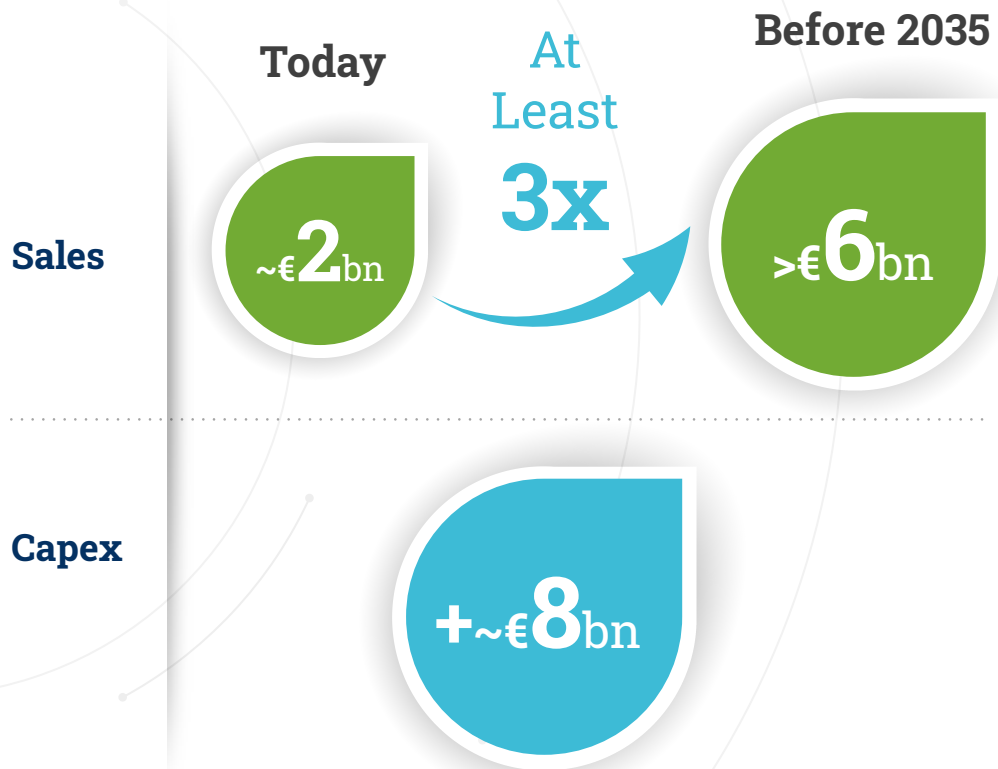 Today
At
Least
3x
Before 2035
Sales
~€2bn
>€6bn
Capex
+~€8bn